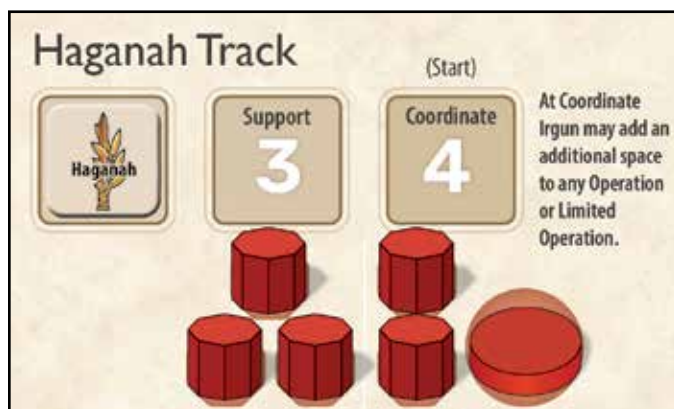 Haganah Track
(Start)
Haganah
Support
3
Coordinate
4
At Coordinate
Irgun may add an
additional space
to any Operation
or Limited
Operation.